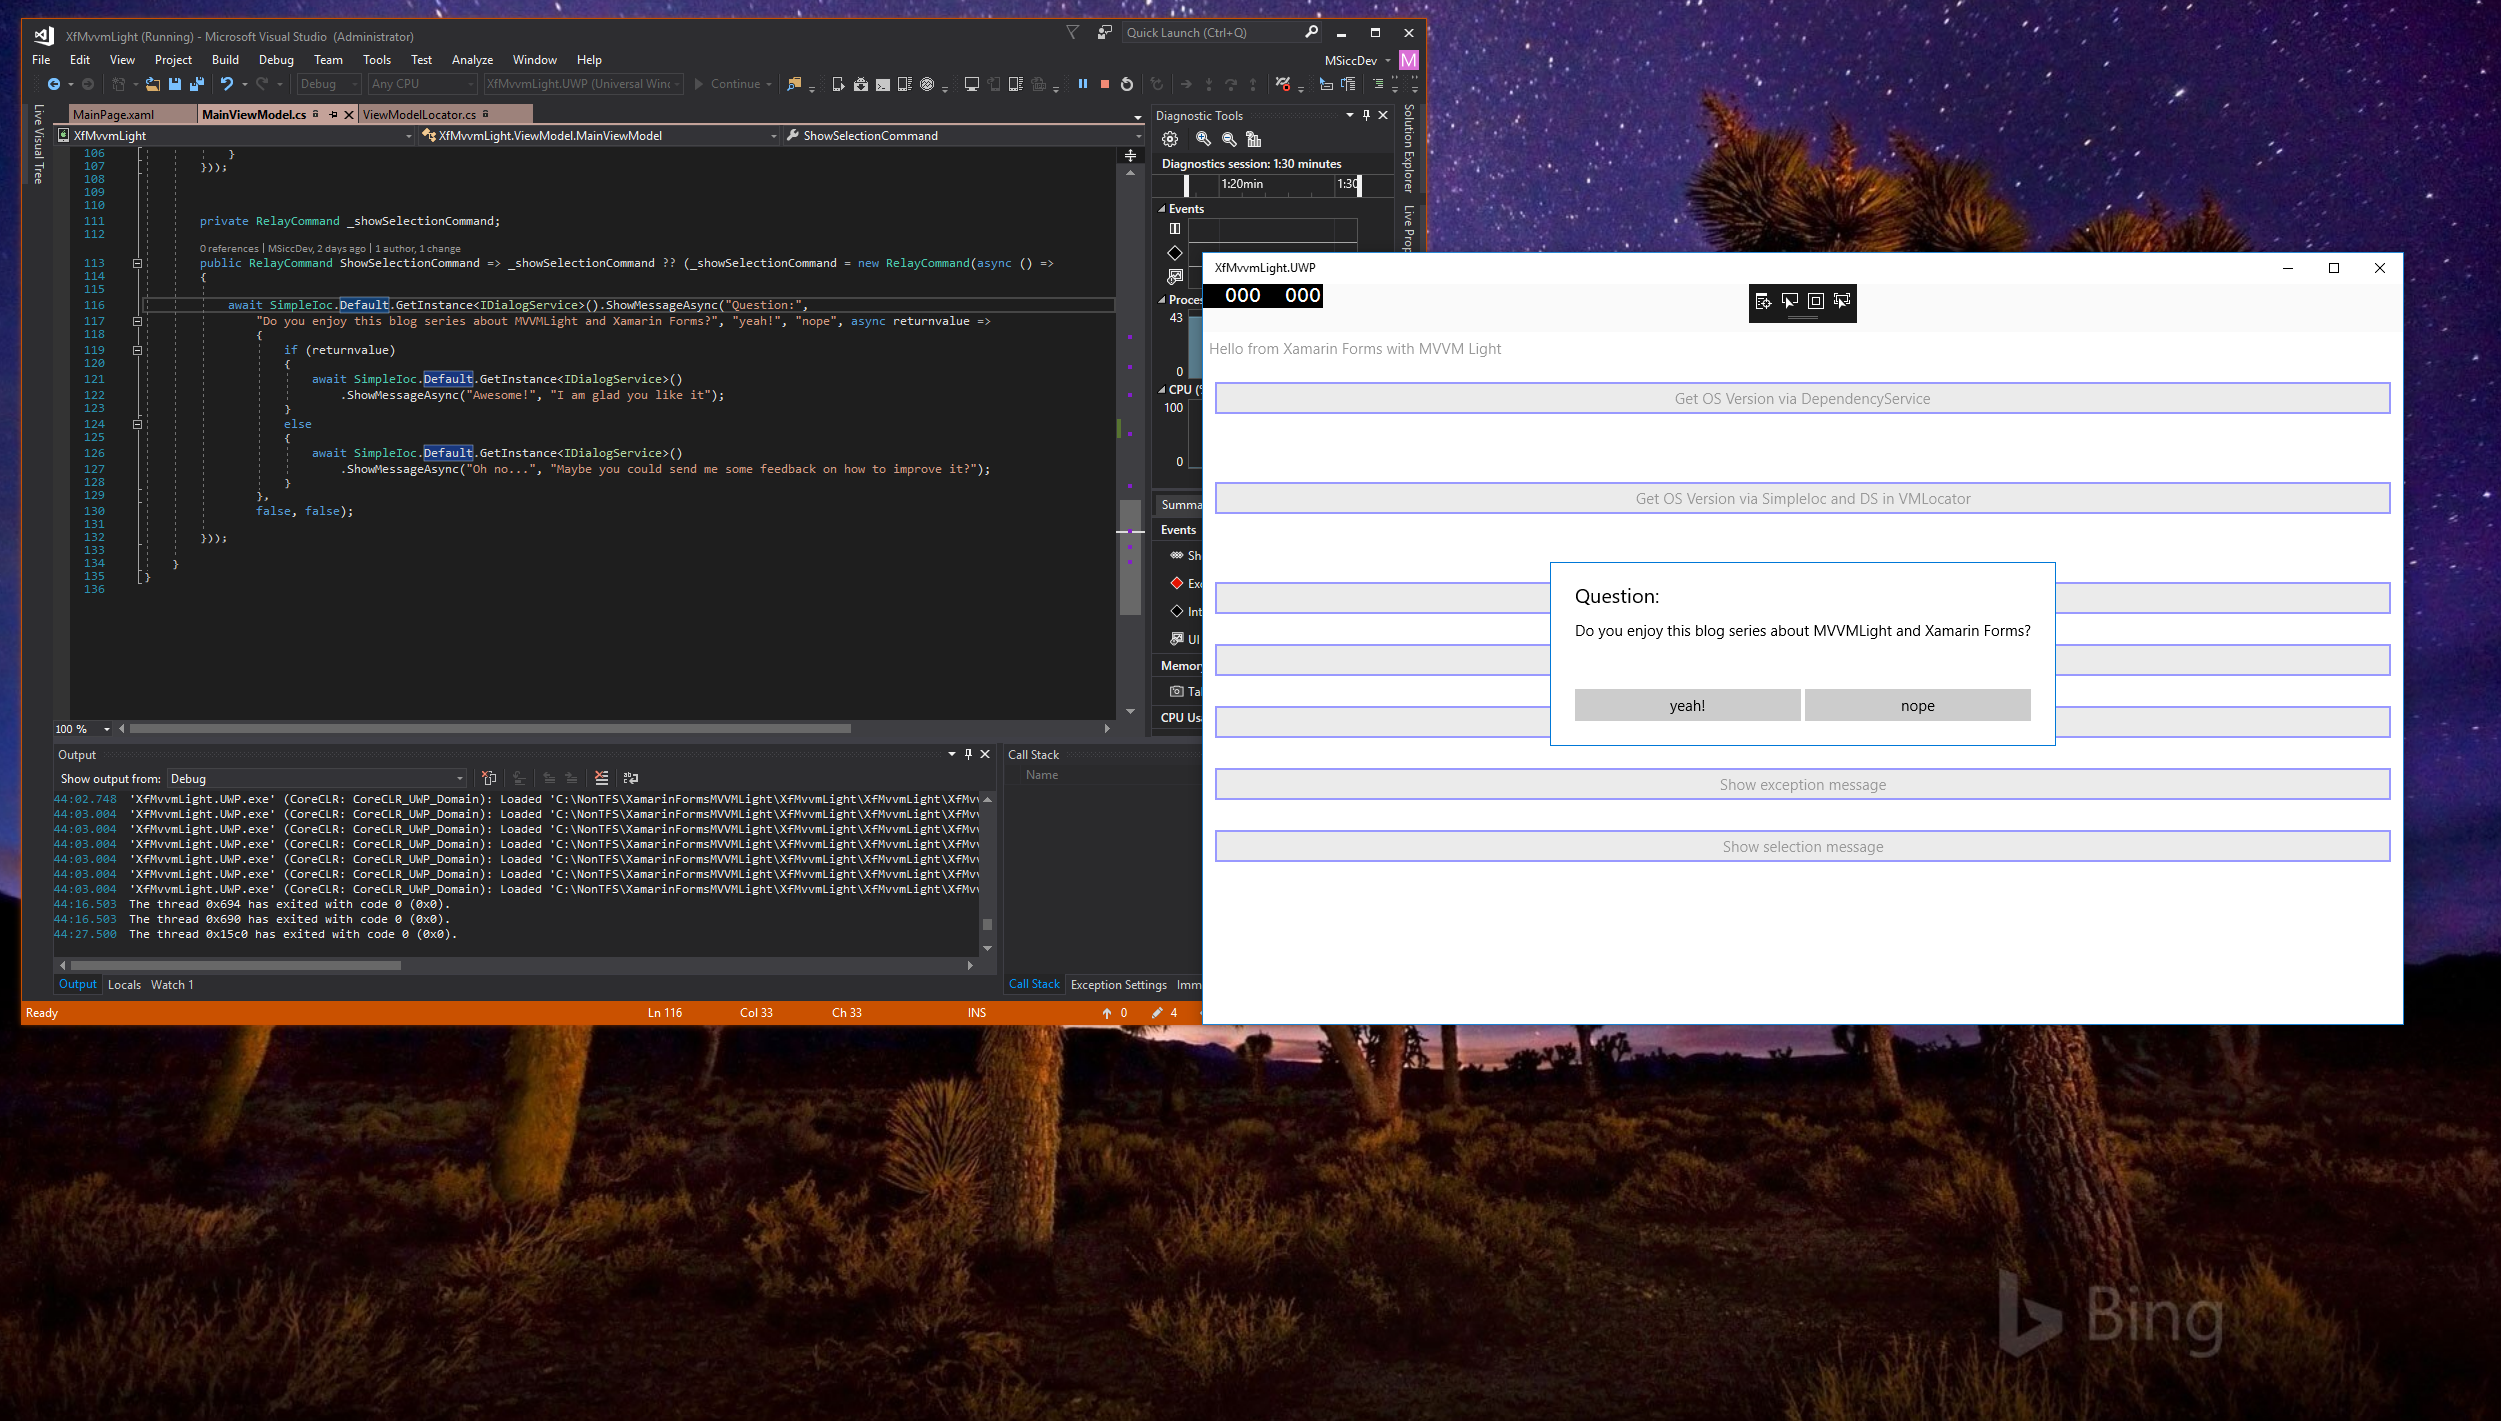 XfMvvmLight (Running) - Microsoft Visual Studio (Administrator)
Quick Launch (Ctrl+Q)
File Edit View Project Build Debug Team Tools Test Analyze Window Help
MSiccDev M
Debug Any CPU XfMvvmLight.UWP (Universal Winc Continue
Live Visual Tree
MainPage.xaml MainViewModel.cs ViewModelLocator.cs
XfMvvmLight XfMvvmLight.ViewModel.MainViewModel ShowSelectionCommand
106 }
107 }));
108
109
110
111 private RelayCommand _showSelectionCommand;
112
0 references | MSiccDev, 2 days ago | 1 author, 1 change
113 public RelayCommand ShowSelectionCommand => _showSelectionCommand ?? (_showSelectionCommand = new RelayCommand(async () =>
114 {
115
116 await SimpleIoc.Default.GetInstance<IDialogService>().ShowMessageAsync("Question:",
117 "Do you enjoy this blog series about MVVMLight and Xamarin Forms?", "yeah!", "nope", async returnvalue =>
118 {
119 if (returnvalue)
120 {
121 await SimpleIoc.Default.GetInstance<IDialogService>()
122 .ShowMessageAsync("Awesome!", "I am glad you like it");
123 }
124 else
125 {
126 await SimpleIoc.Default.GetInstance<IDialogService>()
127 .ShowMessageAsync("Oh no...", "Maybe you could send me some feedback on how to improve it?");
128 }
129 },
130 false, false);
131
132 }));
133
134 }
135 }
136
100 %
Diagnostic Tools
Diagnostics session: 1:30 minutes
1:20min 1:30
Events
Proces
43
0
CPU (%
100
0
Summa
Events
Sh
Exc
Int
UI
Memory
Tal
CPU Us
Solution Explorer
Live Prop
Output
Show output from: Debug
44:02.748 'XfMvvmLight.UWP.exe' (CoreCLR: CoreCLR_UWP_Domain): Loaded 'C:\NonTFS\XamarinFormsMVVMLight\XfMvvmLight\XfMvvmLight\XfMvv
44:03.004 'XfMvvmLight.UWP.exe' (CoreCLR: CoreCLR_UWP_Domain): Loaded 'C:\NonTFS\XamarinFormsMVVMLight\XfMvvmLight\XfMvvmLight\XfMvv
44:03.004 'XfMvvmLight.UWP.exe' (CoreCLR: CoreCLR_UWP_Domain): Loaded 'C:\NonTFS\XamarinFormsMVVMLight\XfMvvmLight\XfMvvmLight\XfMvv
44:03.004 'XfMvvmLight.UWP.exe' (CoreCLR: CoreCLR_UWP_Domain): Loaded 'C:\NonTFS\XamarinFormsMVVMLight\XfMvvmLight\XfMvvmLight\XfMvv
44:03.004 'XfMvvmLight.UWP.exe' (CoreCLR: CoreCLR_UWP_Domain): Loaded 'C:\NonTFS\XamarinFormsMVVMLight\XfMvvmLight\XfMvvmLight\XfMvv
44:03.004 'XfMvvmLight.UWP.exe' (CoreCLR: CoreCLR_UWP_Domain): Loaded 'C:\NonTFS\XamarinFormsMVVMLight\XfMvvmLight\XfMvvmLight\XfMvv
44:03.004 'XfMvvmLight.UWP.exe' (CoreCLR: CoreCLR_UWP_Domain): Loaded 'C:\NonTFS\XamarinFormsMVVMLight\XfMvvmLight\XfMvvmLight\XfMvv
44:16.503 The thread 0x694 has exited with code 0 (0x0).
44:16.503 The thread 0x690 has exited with code 0 (0x0).
44:27.500 The thread 0x15c0 has exited with code 0 (0x0).
Output Locals Watch 1
Call Stack
Name
Call Stack Exception Settings Imm
Ready Ln 116 Col 33 Ch 33 INS 0 4
XfMvvmLight.UWP
000 000
Hello from Xamarin Forms with MVVM Light
Get OS Version via DependencyService
Get OS Version via SimpleIoc and DS in VMLocator
Question:
Do you enjoy this blog series about MVVMLight and Xamarin Forms?
yeah! nope
Show exception message
Show selection message
Bing